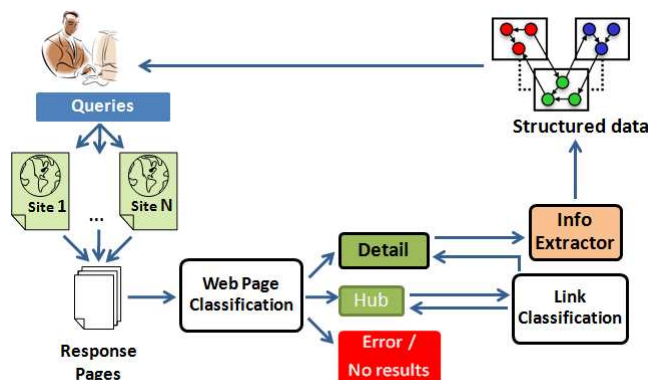 Queries
Structured data
Site 1
...
Site N
Info
Extractor
Detail
Web Page
Classification
Hub
Link
Classification
Response
Pages
Error /
No results